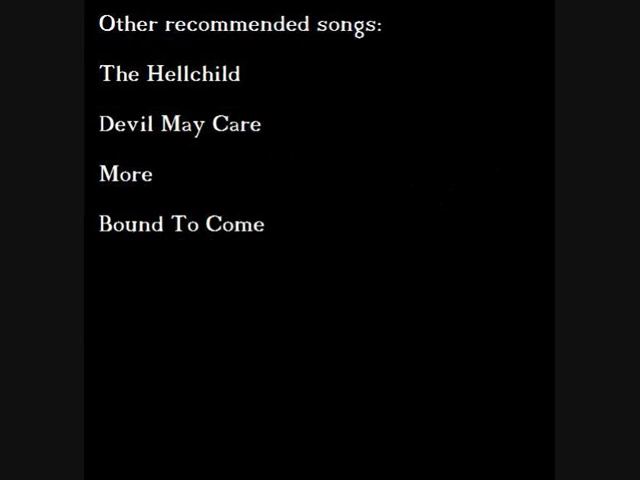 Other recommended songs:
The Hellchild
Devil May Care
More
Bound To Come